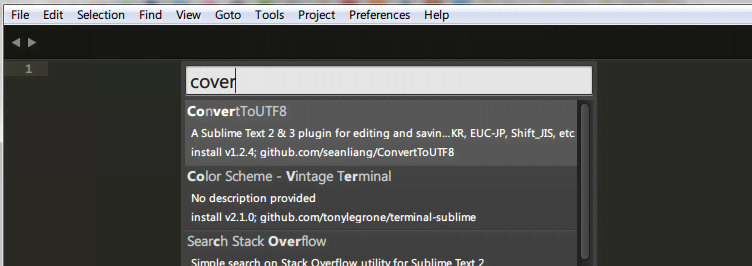 File Edit Selection Find View Goto Tools Project Preferences Help
1
cover
ConvertToUTF8
A Sublime Text 2 & 3 plugin for editing and savin...KR, EUC-JP, Shift_JIS, etc
install v1.2.4; github.com/seanliang/ConvertToUTF8
Color Scheme - Vintage Terminal
No description provided
install v2.1.0; github.com/tonylegrone/terminal-sublime
Search Stack Overflow
Simple search on Stack Overflow utility for Sublime Text 2